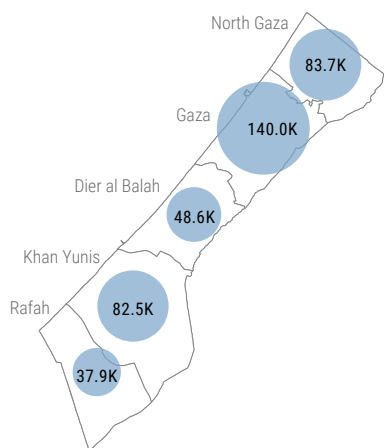 North Gaza
83.7K
Gaza
140.0K
Dier al Balah
48.6K
Khan Yunis
82.5K
Rafah
37.9K